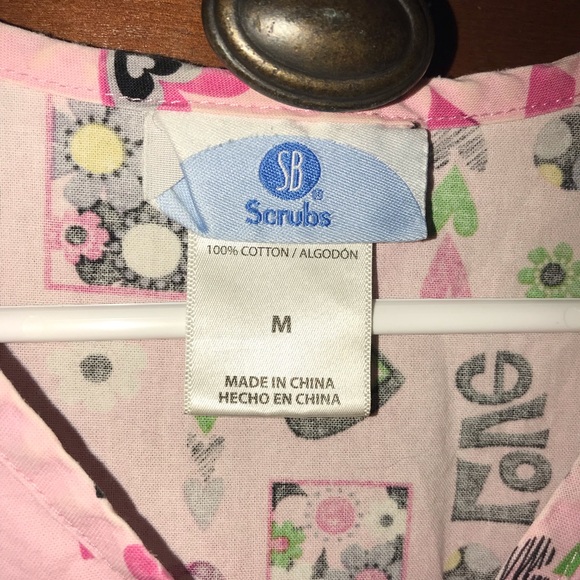 SB®
Scrubs
100% COTTON / ALGODÓN
M
MADE IN CHINA
HECHO EN CHINA
Love